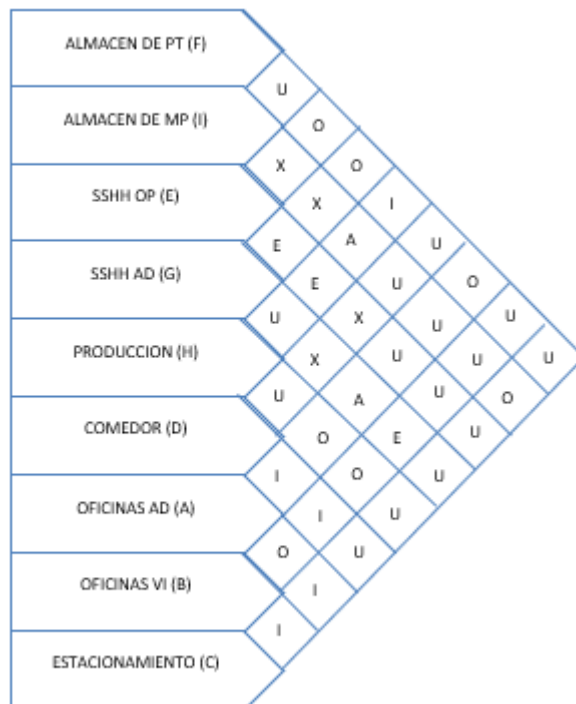 ALMACEN DE PT (F)
U
ALMACEN DE MP (I) O
X O
SSHH OP (E) X I
E A U
SSHH AD (G) E U O
U X U U
PRODUCCION (H) X U U U
U A U O
COMEDOR (D) O E U
I O U
OFICINAS AD (A) I U
O U
OFICINAS VI (B) I
I
ESTACIONAMIENTO (C)